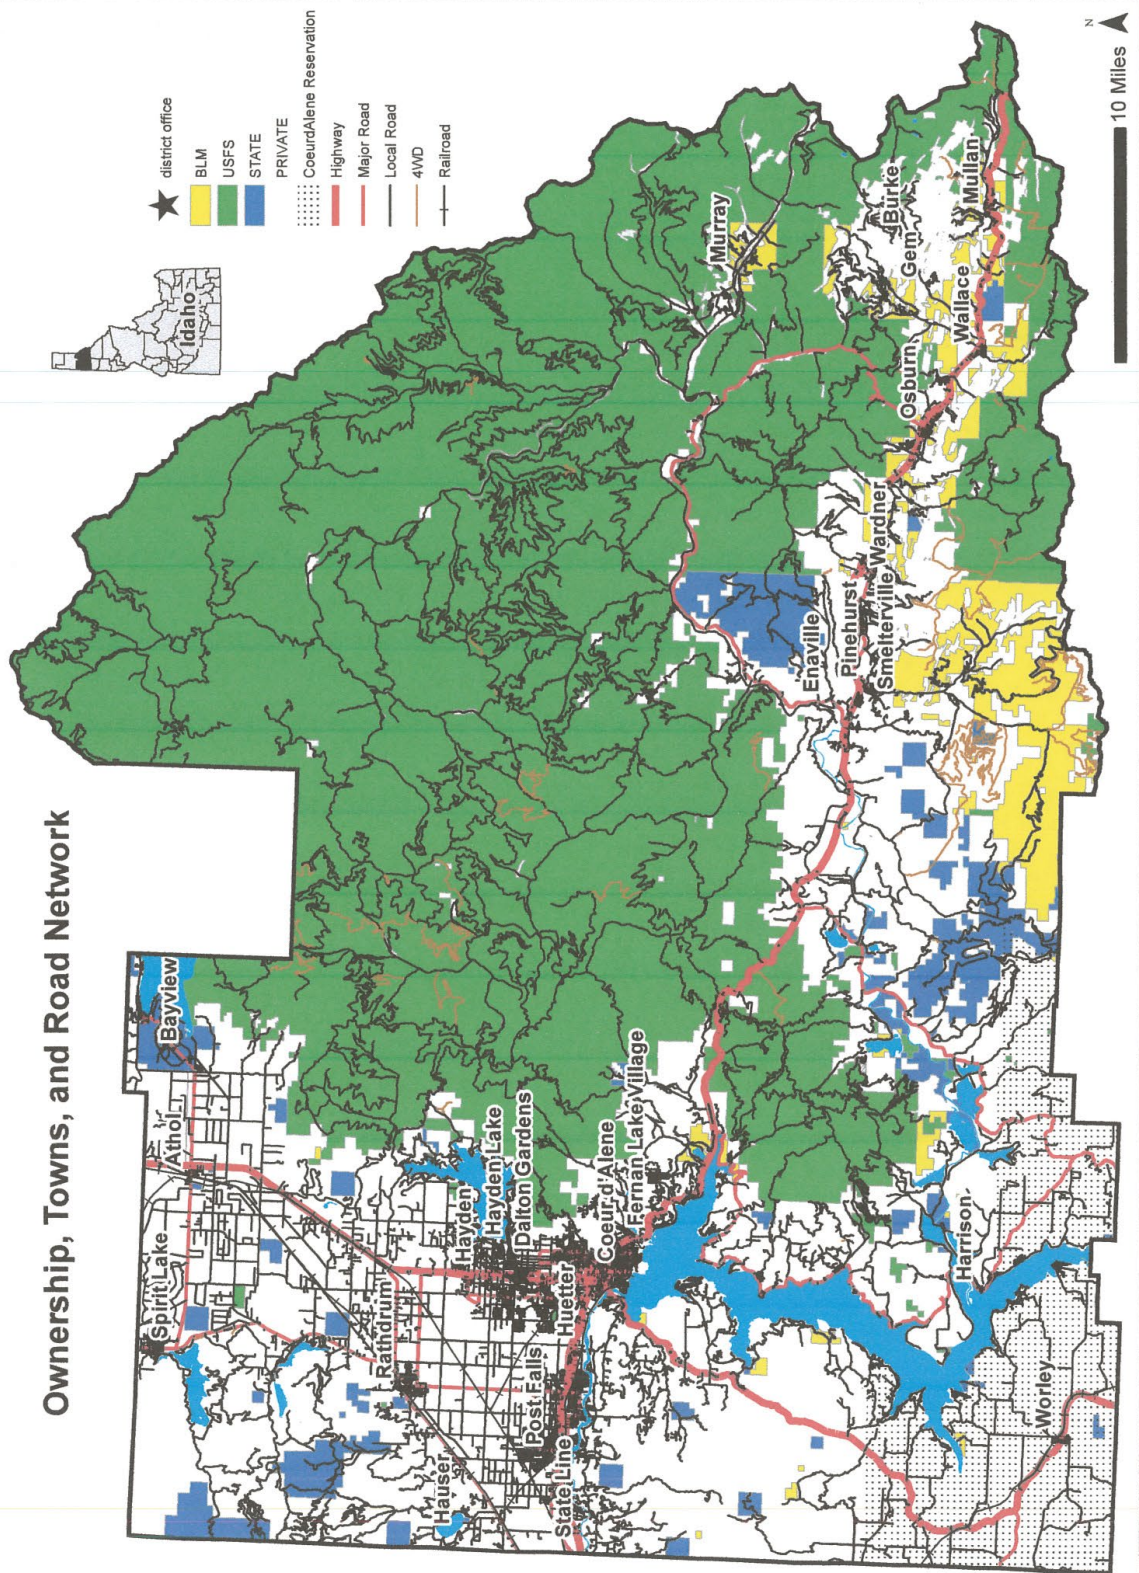 Ownership, Towns, and Road Network
Idaho
district office
BLM
USFS
STATE
PRIVATE
CoeurdAlene Reservation
Highway
Major Road
Local Road
4WD
Railroad
Bayview
Athol
Spirit Lake
Rathdrum
Hayden
Hayden Lake
Dalton Gardens
Hauser
Post Falls
State Line
Huetter
Coeur d'Alene
Fernan Lake Village
Murray
Burke
Gem
Mullan
Wallace
Osburn
Enaville
Pinehurst
Smelterville
Wardner
Harrison
Worley
N
10 Miles